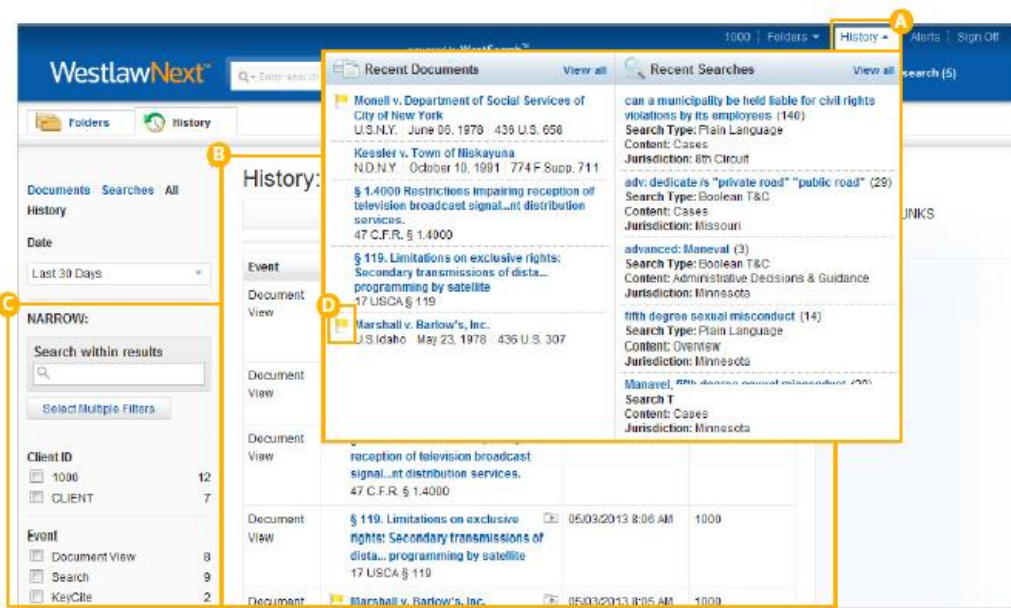 A
1000 Folders History Alerts Sign Off
WestlawNext
Enter search
search (5)
Folders History
B
Recent Documents View all
Monell v. Department of Social Services of
City of New York
U.S.N.Y. June 06, 1978 436 U.S. 658
Kessler v. Town of Niskayuna
N.D.N.Y. October 10, 1991 774 F.Supp. 711
§ 1.4000 Restrictions impairing reception of
television broadcast signal...nt distribution
services.
47 C.F.R. § 1.4000
§ 119. Limitations on exclusive rights:
Secondary transmissions of dista...
programming by satellite
17 USCA § 119
D
Marshall v. Barlow's, Inc.
U.S.Idaho May 23, 1978 436 U.S. 307
Recent Searches View all
can a municipality be held liable for civil rights
violations by its employees (140)
Search Type: Plain Language
Content: Cases
Jurisdiction: 8th Circuit
adv: dedicate /s "private road" "public road" (29)
Search Type: Boolean T&C
Content: Cases
Jurisdiction: Missouri
advanced: Maneval (3)
Search Type: Boolean T&C
Content: Administrative Decisions & Guidance
Jurisdiction: Minnesota
fifth degree sexual misconduct (14)
Search Type: Plain Language
Content: Overview
Jurisdiction: Minnesota
Manavel,
Search T
Content: Cases
Jurisdiction: Minnesota
Documents Searches All
History
Date
Last 30 Days
C
NARROW:
Search within results
Select Multiple Filters
Client ID
1000 12
CLIENT 7
Event
Document View 8
Search 9
KeyCite 2
History:
Event
Document
View
Document
View
Document
View
reception of television broadcast
signal...nt distribution services.
47 C.F.R. § 1.4000
Document
View
§ 119. Limitations on exclusive
rights: Secondary transmissions of
dista... programming by satellite
17 USCA § 119
05/03/2013 8:06 AM 1000
Document Marshall v. Barlow's, Inc. 05/03/2013 8:05 AM 1000